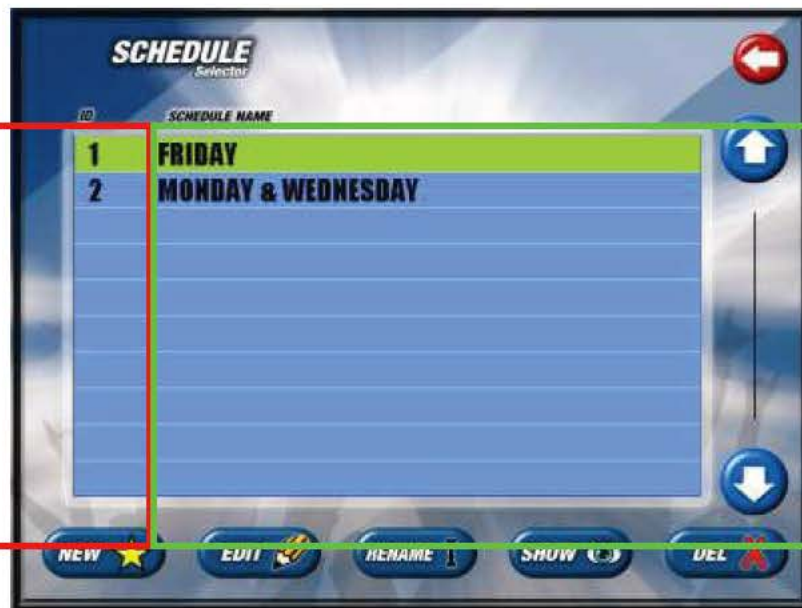 SCHEDULE
Selector
ID SCHEDULE NAME
1 FRIDAY
2 MONDAY & WEDNESDAY
NEW EDIT RENAME SHOW DEL